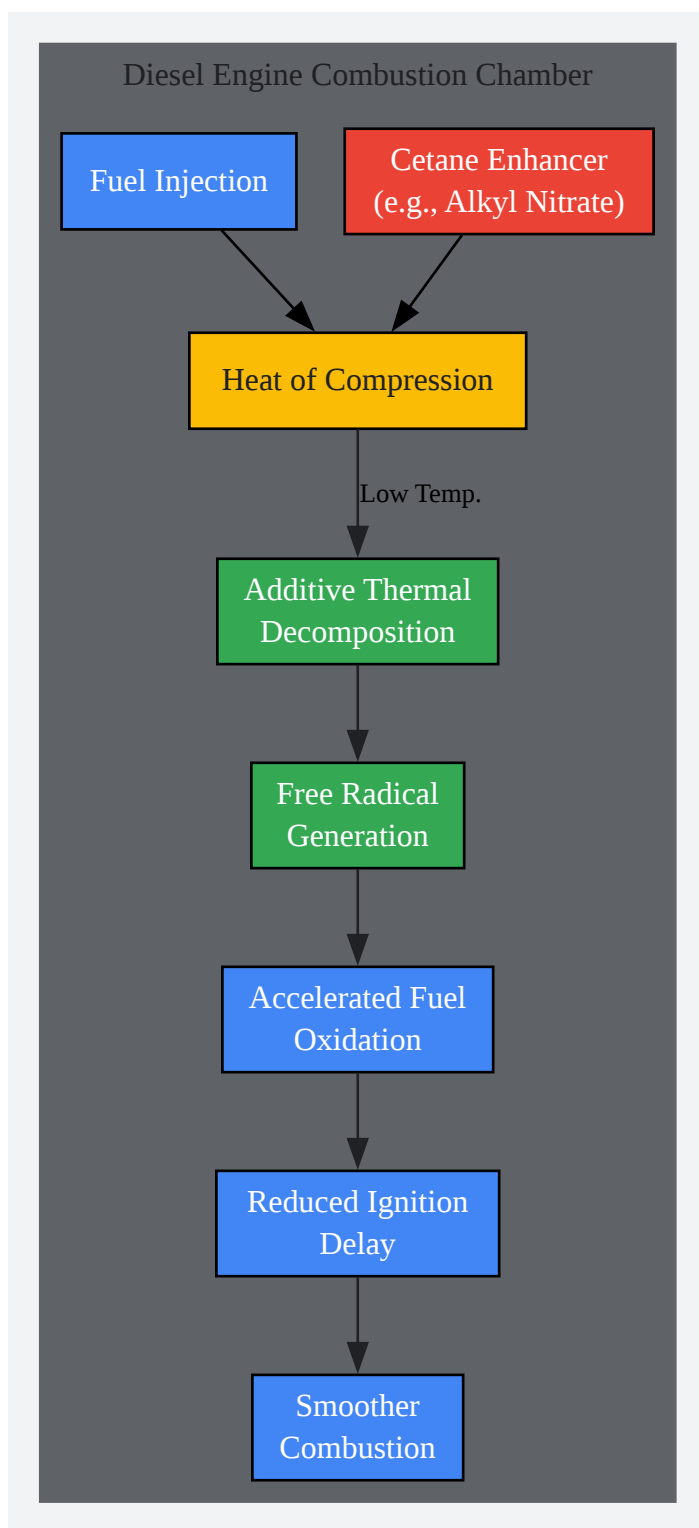 Diesel Engine Combustion Chamber
Fuel Injection
Cetane Enhancer
(e.g., Alkyl Nitrate)
Heat of Compression
Low Temp.
Additive Thermal
Decomposition
Free Radical
Generation
Accelerated Fuel
Oxidation
Reduced Ignition
Delay
Smoother
Combustion